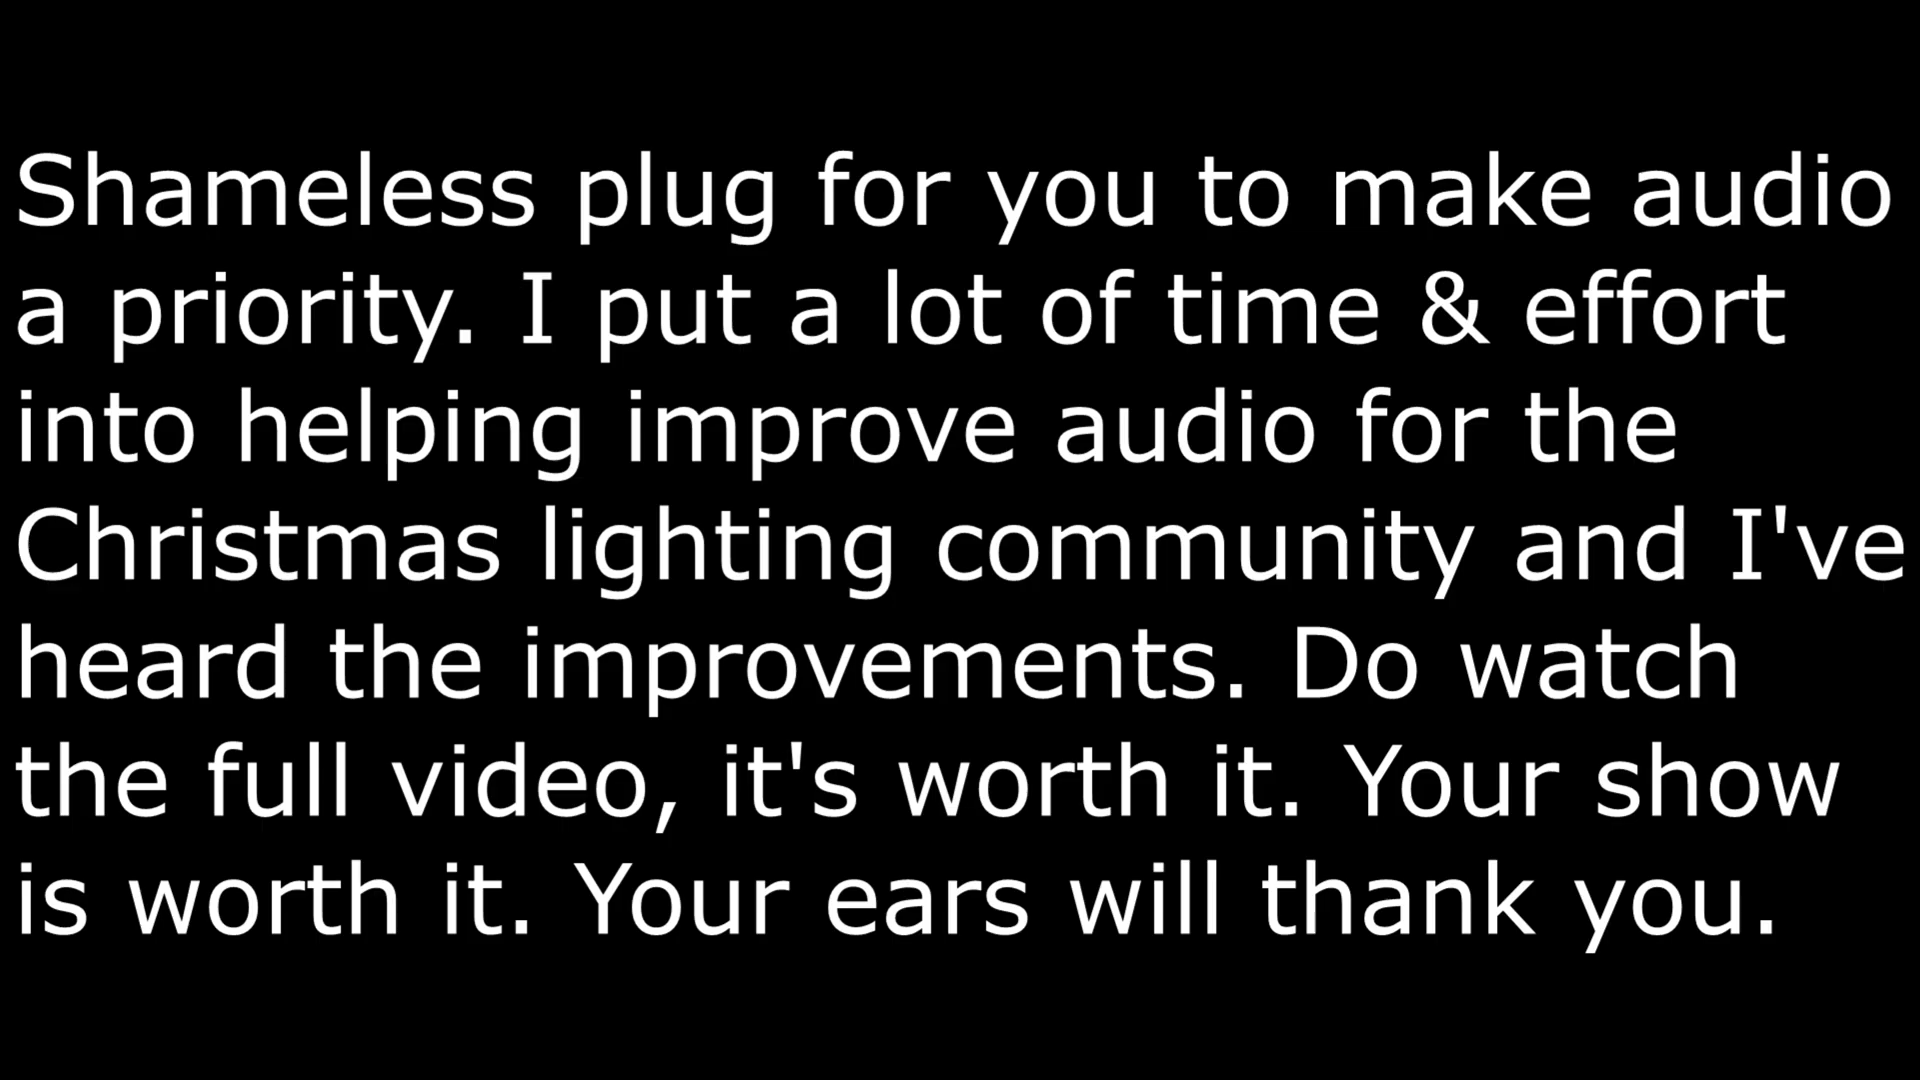 Shameless plug for you to make audio
a priority. I put a lot of time & effort
into helping improve audio for the
Christmas lighting community and I've
heard the improvements. Do watch
the full video, it's worth it. Your show
is worth it. Your ears will thank you.